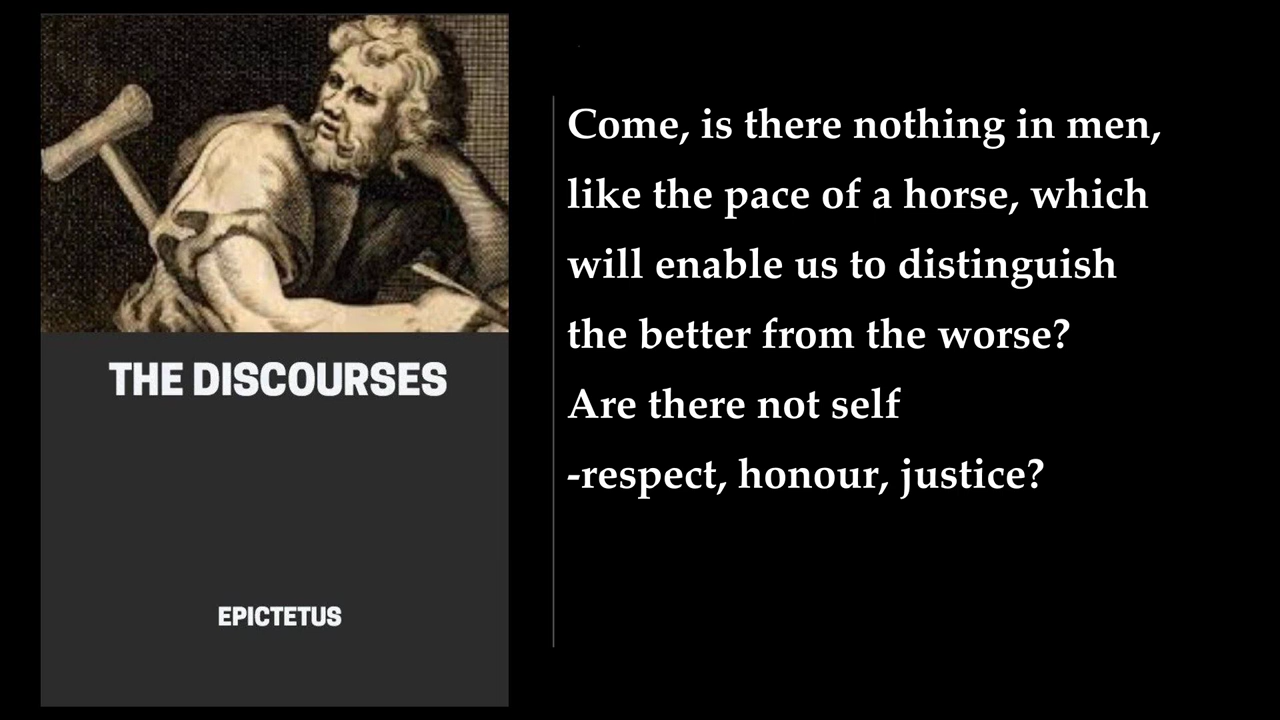 THE DISCOURSES
EPICTETUS
Come, is there nothing in men,
like the pace of a horse, which
will enable us to distinguish
the better from the worse?
Are there not self
-respect, honour, justice?